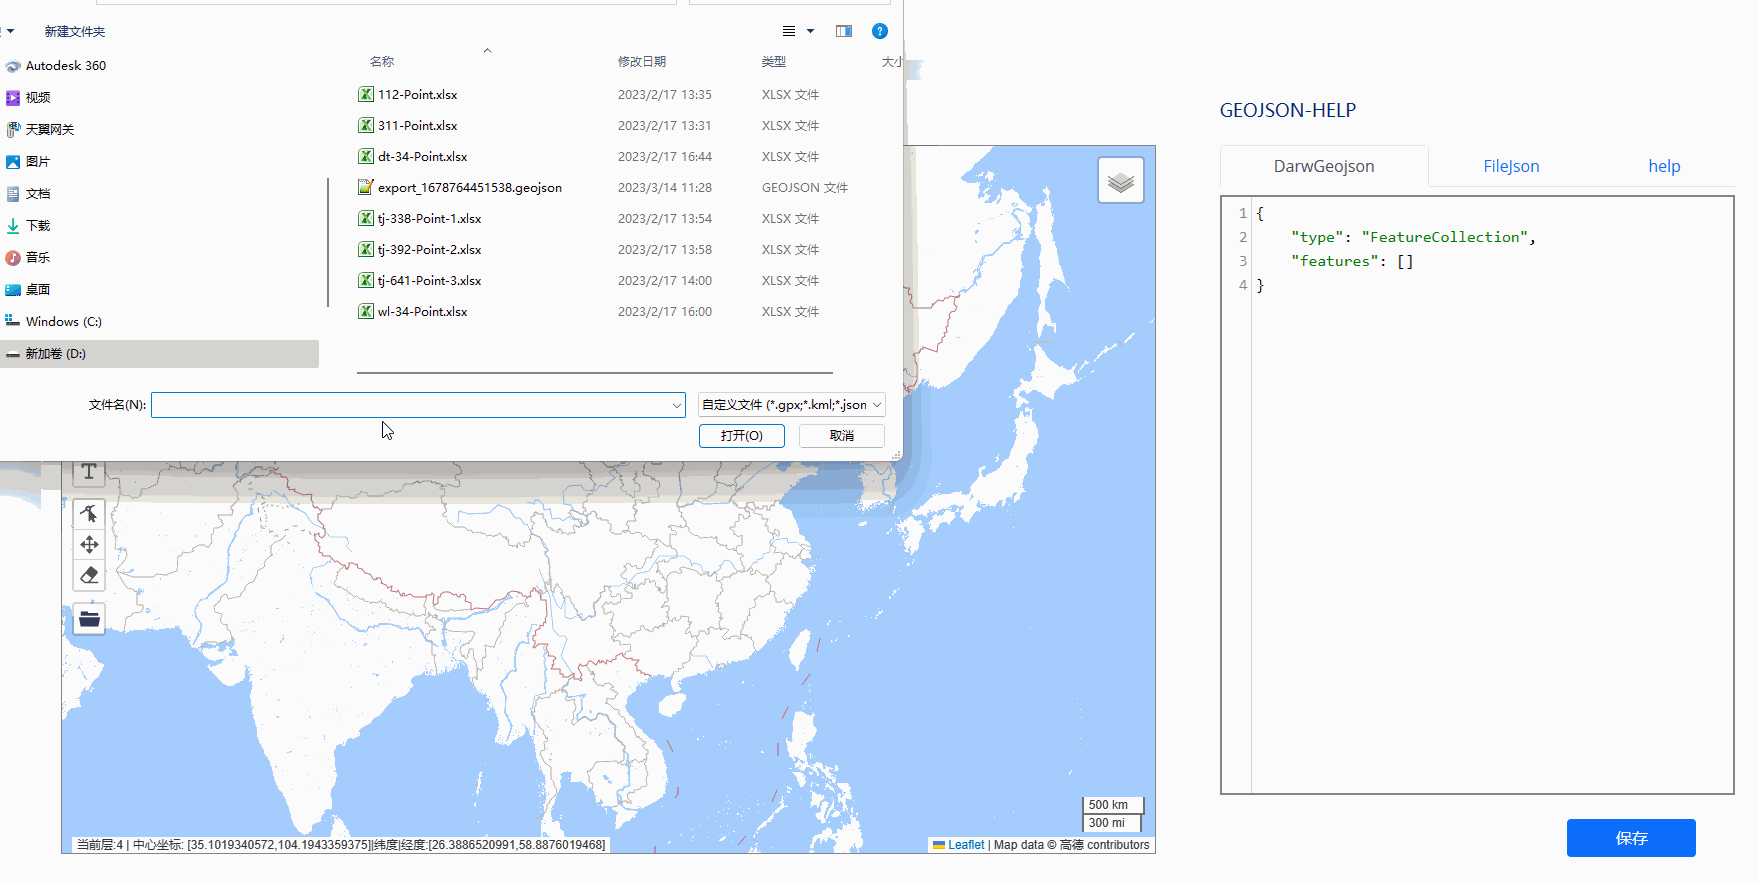 新建文件夹
Autodesk 360
视频
天翼网关
图片
文档
下载
音乐
桌面
Windows (C:)
新加卷 (D:)
名称 修改日期 类型 大小
112-Point.xlsx 2023/2/17 13:35 XLSX 文件
311-Point.xlsx 2023/2/17 13:31 XLSX 文件
dt-34-Point.xlsx 2023/2/17 16:44 XLSX 文件
export_1678764451538.geojson 2023/3/14 11:28 GEOJSON 文件
tj-338-Point-1.xlsx 2023/2/17 13:54 XLSX 文件
tj-392-Point-2.xlsx 2023/2/17 13:58 XLSX 文件
tj-641-Point-3.xlsx 2023/2/17 14:00 XLSX 文件
wl-34-Point.xlsx 2023/2/17 16:00 XLSX 文件
文件名(N): 自定义文件 (*.gpx;*.kml;*.json
打开(O) 取消
T
500 km
300 mi
当前层:4 | 中心坐标: [35.1019340572,104.1943359375]|纬度|经度:[26.3886520991,58.8876019468]
Leaflet | Map data © 高德 contributors
GEOJSON-HELP
DarwGeojson FileJson help
1 {
2 "type": "FeatureCollection",
3 "features": []
4 }
保存